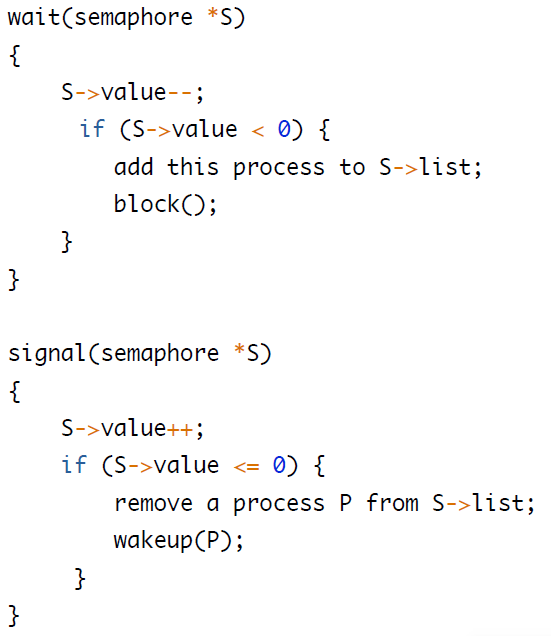 wait(semaphore *S)
{
    S->value--;
     if (S->value < 0) {
        add this process to S->list;
        block();
    }
}

signal(semaphore *S)
{
    S->value++;
    if (S->value <= 0) {
        remove a process P from S->list;
        wakeup(P);
     }
}